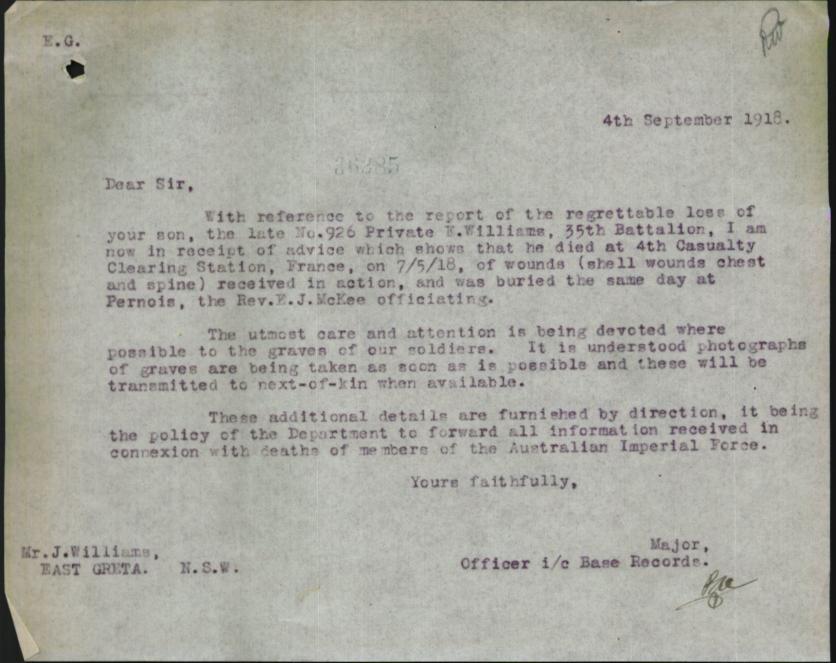 E.G.
4th September 1918.
36285
Dear Sir,
With reference to the report of the regrettable loss of
your son, the late No.926 Private E.Williams, 35th Battalion, I am
now in receipt of advice which shows that he died at 4th Casualty
Clearing Station, France, on 7/5/18, of wounds (shell wounds chest
and spine) received in action, and was buried the same day at
Pernois, the Rev.E.J.McKee officiating.
The utmost care and attention is being devoted where
possible to the graves of our soldiers. It is understood photographs
of graves are being taken as soon as is possible and these will be
transmitted to next-of-kin when available.
These additional details are furnished by direction, it being
the policy of the Department to forward all information received in
connexion with deaths of members of the Australian Imperial Force.
Yours faithfully,
Major,
Officer i/c Base Records.
Mr.J.Williams,
EAST GRETA. N.S.W.